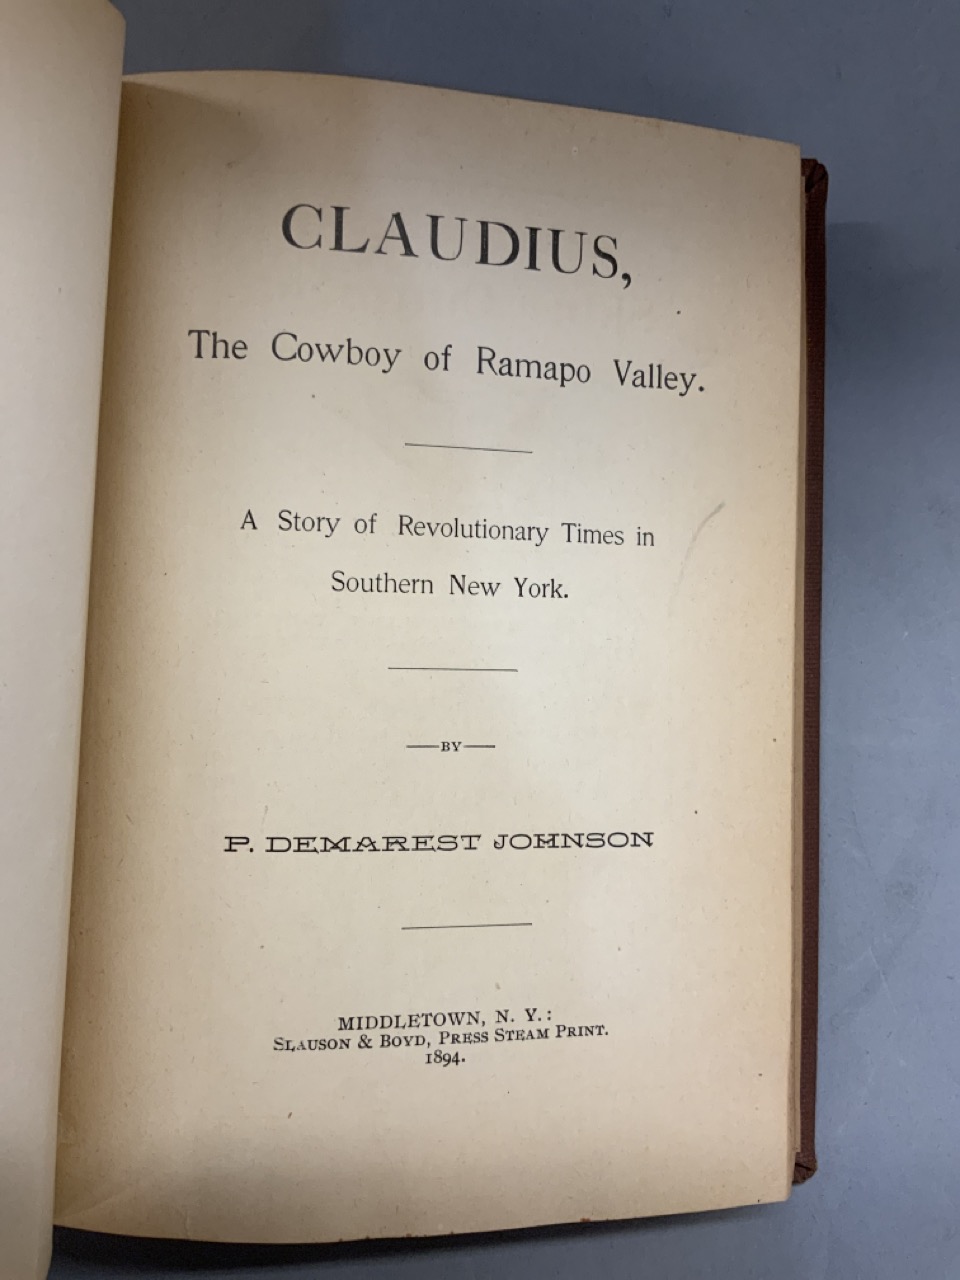 CLAUDIUS,
The Cowboy of Ramapo Valley.
A Story of Revolutionary Times in
Southern New York.
—BY—
P. DEMAREST JOHNSON
MIDDLETOWN, N. Y.:
SLAUSON & BOYD, PRESS STEAM PRINT.
1894.